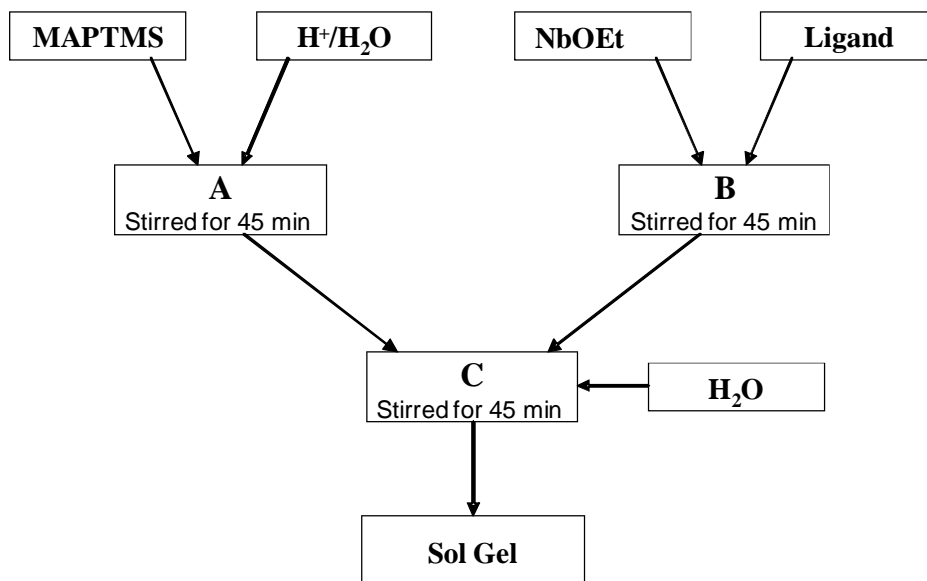 MAPTMS
H⁺/H₂O
NbOEt
Ligand
A
Stirred for 45 min
B
Stirred for 45 min
C
Stirred for 45 min
H₂O
Sol Gel